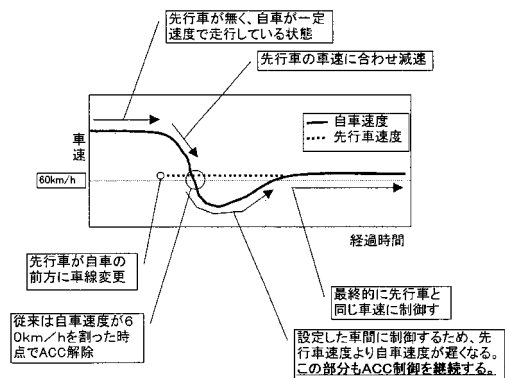 先行車が無く、自車が一定
速度で走行している状態
先行車の車速に合わせ減速
自車速度
先行車速度
車速
60km/h
経過時間
先行車が自車の
前方に車線変更
最終的に先行車と
同じ車速に制御す
従来は自車速度が6
0km/hを割った時
点でACC解除
設定した車間に制御するため、先
行車速度より自車速度が遅くなる。
この部分もACC制御を継続する。